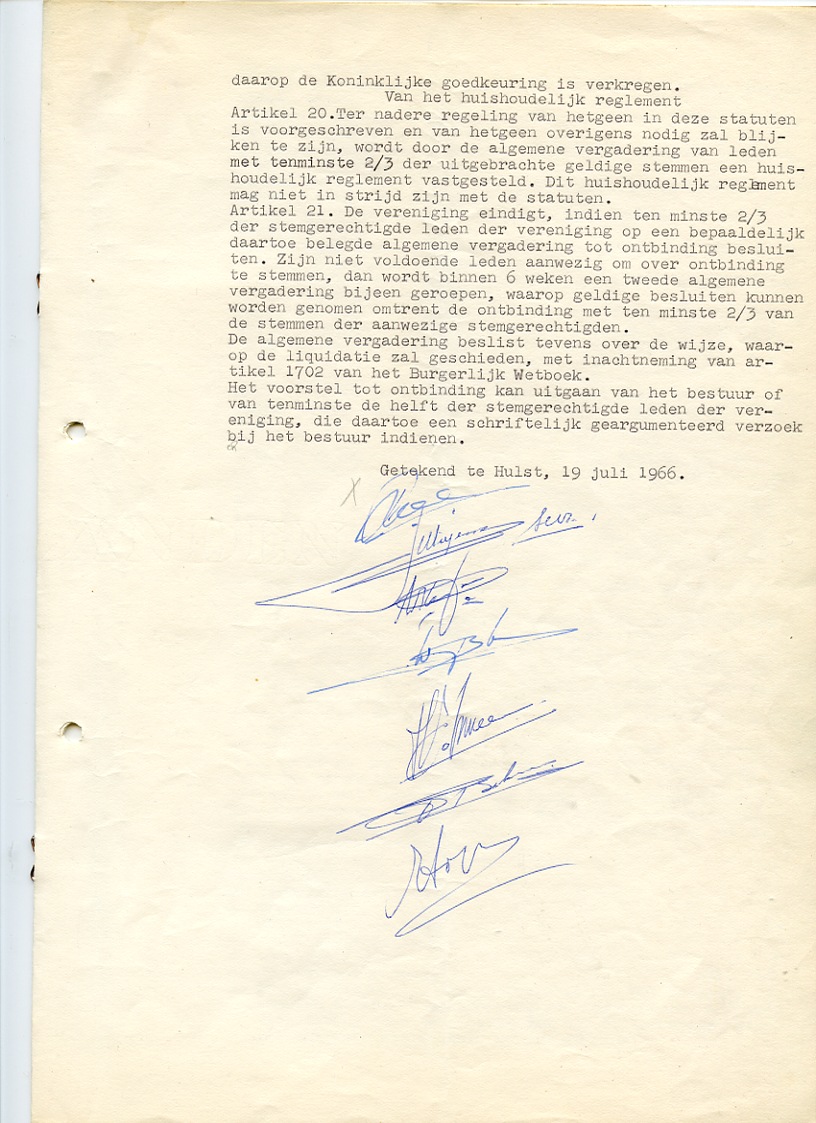 daarop de Koninklijke goedkeuring is verkregen.
Van het huishoudelijk reglement
Artikel 20.Ter nadere regeling van hetgeen in deze statuten
is voorgeschreven en van hetgeen overigens nodig zal blij-
ken te zijn, wordt door de algemene vergadering van leden
met tenminste 2/3 der uitgebrachte geldige stemmen een huis-
houdelijk reglement vastgesteld. Dit huishoudelijk reglement
mag niet in strijd zijn met de statuten.
Artikel 21. De vereniging eindigt, indien ten minste 2/3
der stemgerechtigde leden der vereniging op een bepaaldelijk
daartoe belegde algemene vergadering tot ontbinding beslui-
ten. Zijn niet voldoende leden aanwezig om over ontbinding
te stemmen, dan wordt binnen 6 weken een tweede algemene
vergadering bijeen geroepen, waarop geldige besluiten kunnen
worden genomen omtrent de ontbinding met ten minste 2/3 van
de stemmen der aanwezige stemgerechtigden.
De algemene vergadering beslist tevens over de wijze, waar-
op de liquidatie zal geschieden, met inachtneming van ar-
tikel 1702 van het Burgerlijk Wetboek.
Het voorstel tot ontbinding kan uitgaan van het bestuur of
van tenminste de helft der stemgerechtigde leden der ver-
eniging, die daartoe een schriftelijk geargumenteerd verzoek
bij het bestuur indienen.
Getekend te Hulst, 19 juli 1966.
X